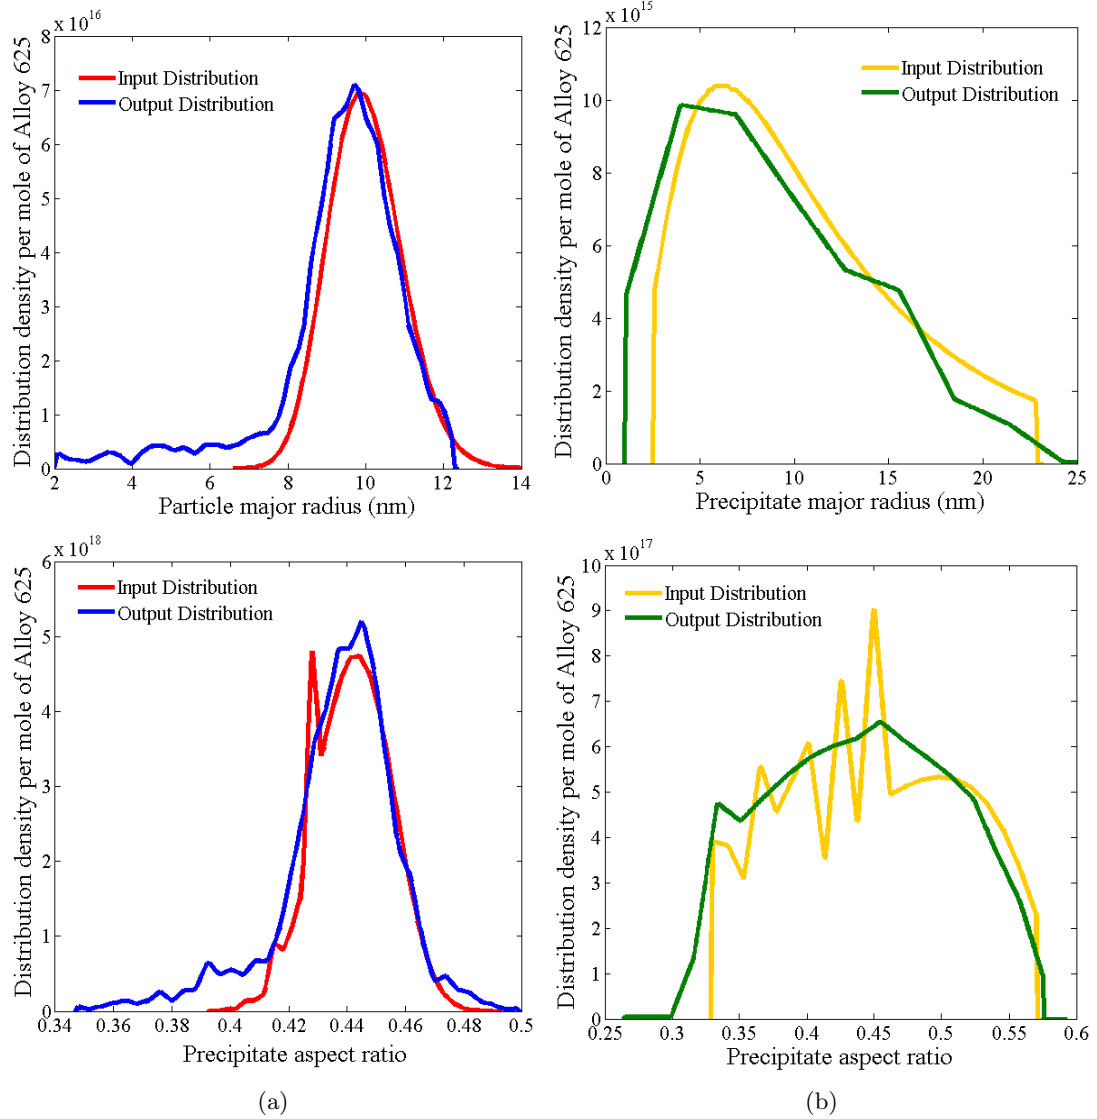 x 10^16
Distribution density per mole of Alloy 625
8
7
6
5
4
3
2
1
0
Input Distribution
Output Distribution
2 4 6 8 10 12 14
Particle major radius (nm)
x 10^15
Distribution density per mole of Alloy 625
12
10
8
6
4
2
0
Input Distribution
Output Distribution
0 5 10 15 20 25
Precipitate major radius (nm)
x 10^18
Distribution density per mole of Alloy 625
6
5
4
3
2
1
0
Input Distribution
Output Distribution
0.34 0.36 0.38 0.4 0.42 0.44 0.46 0.48 0.5
Precipitate aspect ratio
(a)
x 10^17
Distribution density per mole of Alloy 625
10
9
8
7
6
5
4
3
2
1
0
Input Distribution
Output Distribution
0.25 0.3 0.35 0.4 0.45 0.5 0.55 0.6
Precipitate aspect ratio
(b)